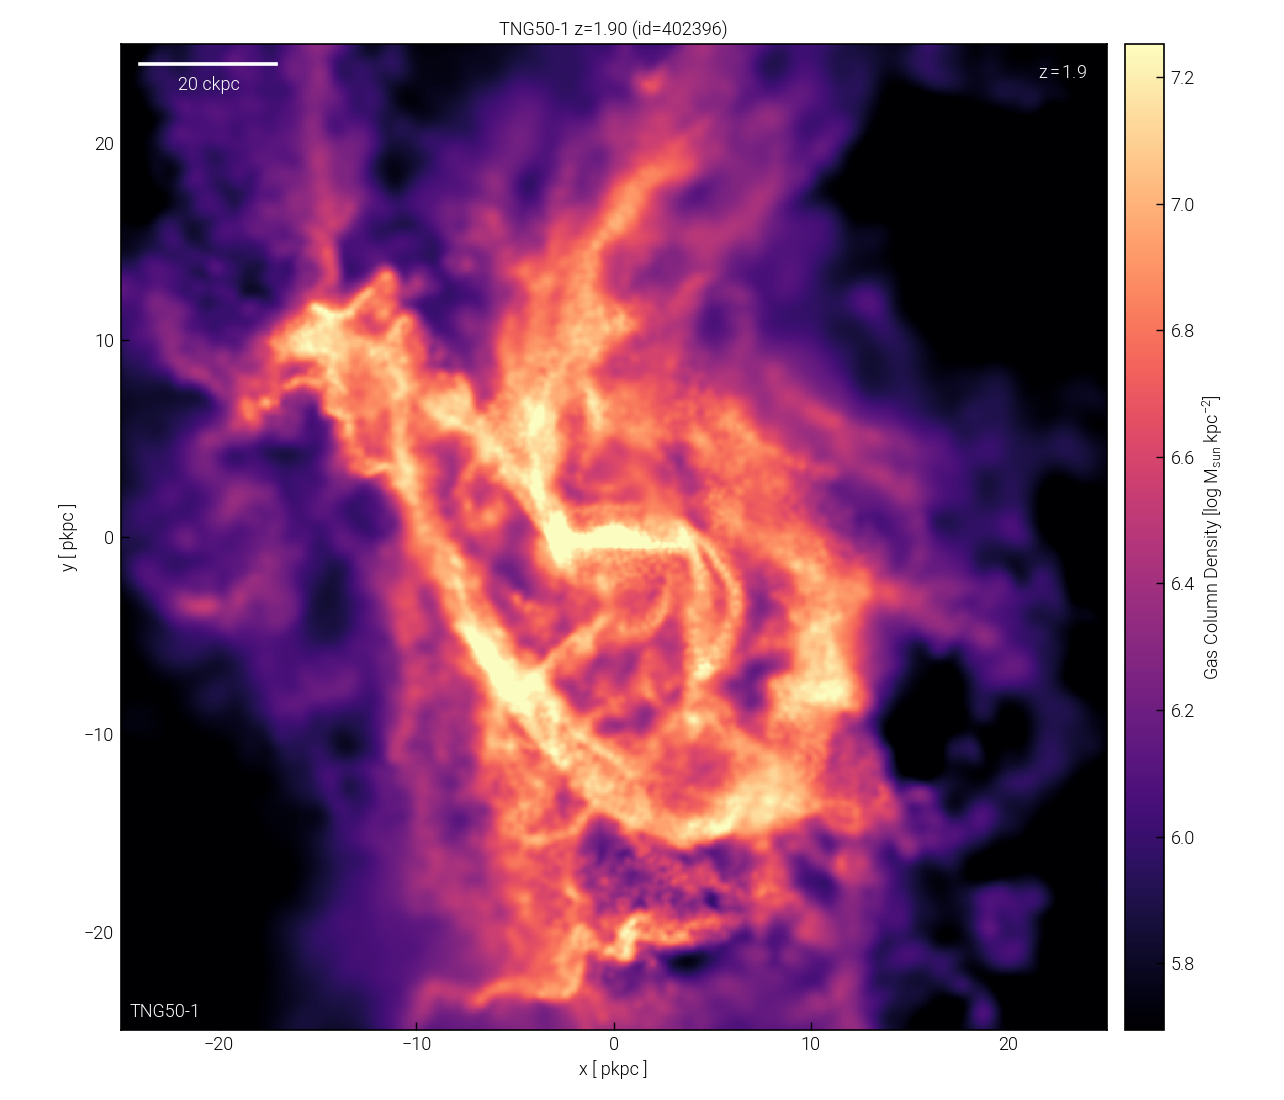 TNG50-1 z=1.90 (id=402396)
20 ckpc
z = 1.9
TNG50-1
20
10
0
−10
−20
y [ pkpc ]
−20
−10
0
10
20
x [ pkpc ]
7.2
7.0
6.8
6.6
6.4
6.2
6.0
5.8
Gas Column Density [log Msun kpc−2]